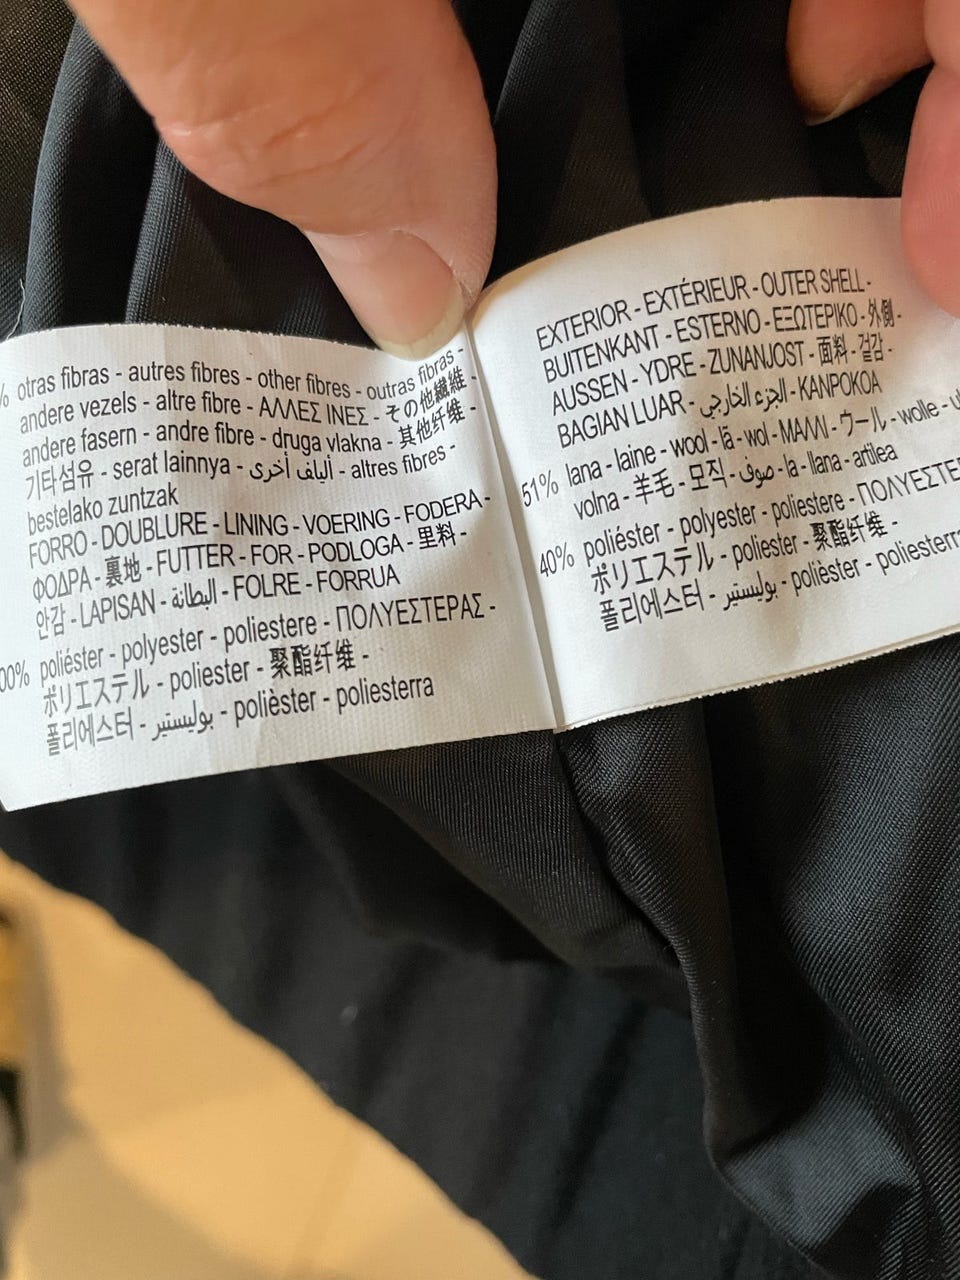 % otras fibras - autres fibres - other fibres - outras fibras -
andere vezels - altre fibre - ΑΛΛΕΣ ΙΝΕΣ - その他繊維 -
andere fasern - andre fibre - druga vlakna - 其他纤维 -
기타섬유 - serat lainnya - ألياف أخرى - altres fibres -
bestelako zuntzak
FORRO - DOUBLURE - LINING - VOERING - FODERA -
ΦΟΔΡΑ - 裏地 - FUTTER - FOR - PODLOGA - 里料 -
안감 - LAPISAN - البطانة - FOLRE - FORRUA
00% poliéster - polyester - poliestere - ΠΟΛΥΕΣΤΕΡΑΣ -
ポリエステル - poliester - 聚酯纤维 -
폴리에스터 - بوليستير - polièster - poliesterra
EXTERIOR - EXTÉRIEUR - OUTER SHELL -
BUITENKANT - ESTERNO - ΕΞΩΤΕΡΙΚΟ - 外側 -
AUSSEN - YDRE - ZUNANJOST - 面料 - 겉감 -
BAGIAN LUAR - الجزء الخارجي - KANPOKOA
51% lana - laine - wool - lã - wol - ΜΑΛΛΙ - ウール - wolle - ul
volna - 羊毛 - 모직 - صوف - la - llana - artilea
40% poliéster - polyester - poliestere - ΠΟΛΥΕΣΤΕ
ポリエステル - poliester - 聚酯纤维 -
폴리에스터 - بوليستير - polièster - poliesterra